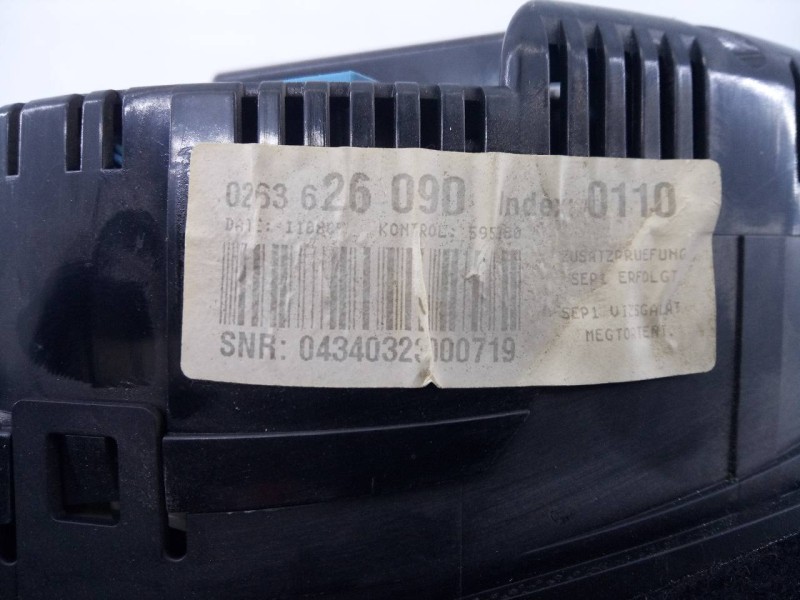 0263 626 09D Index 0110
KONTROL:
ZUSATZPRUEFUNG
SEP1 ERFOLGT
SEP1 VIZSGALAT
MEGTORTENT.
SNR: 04340323000719